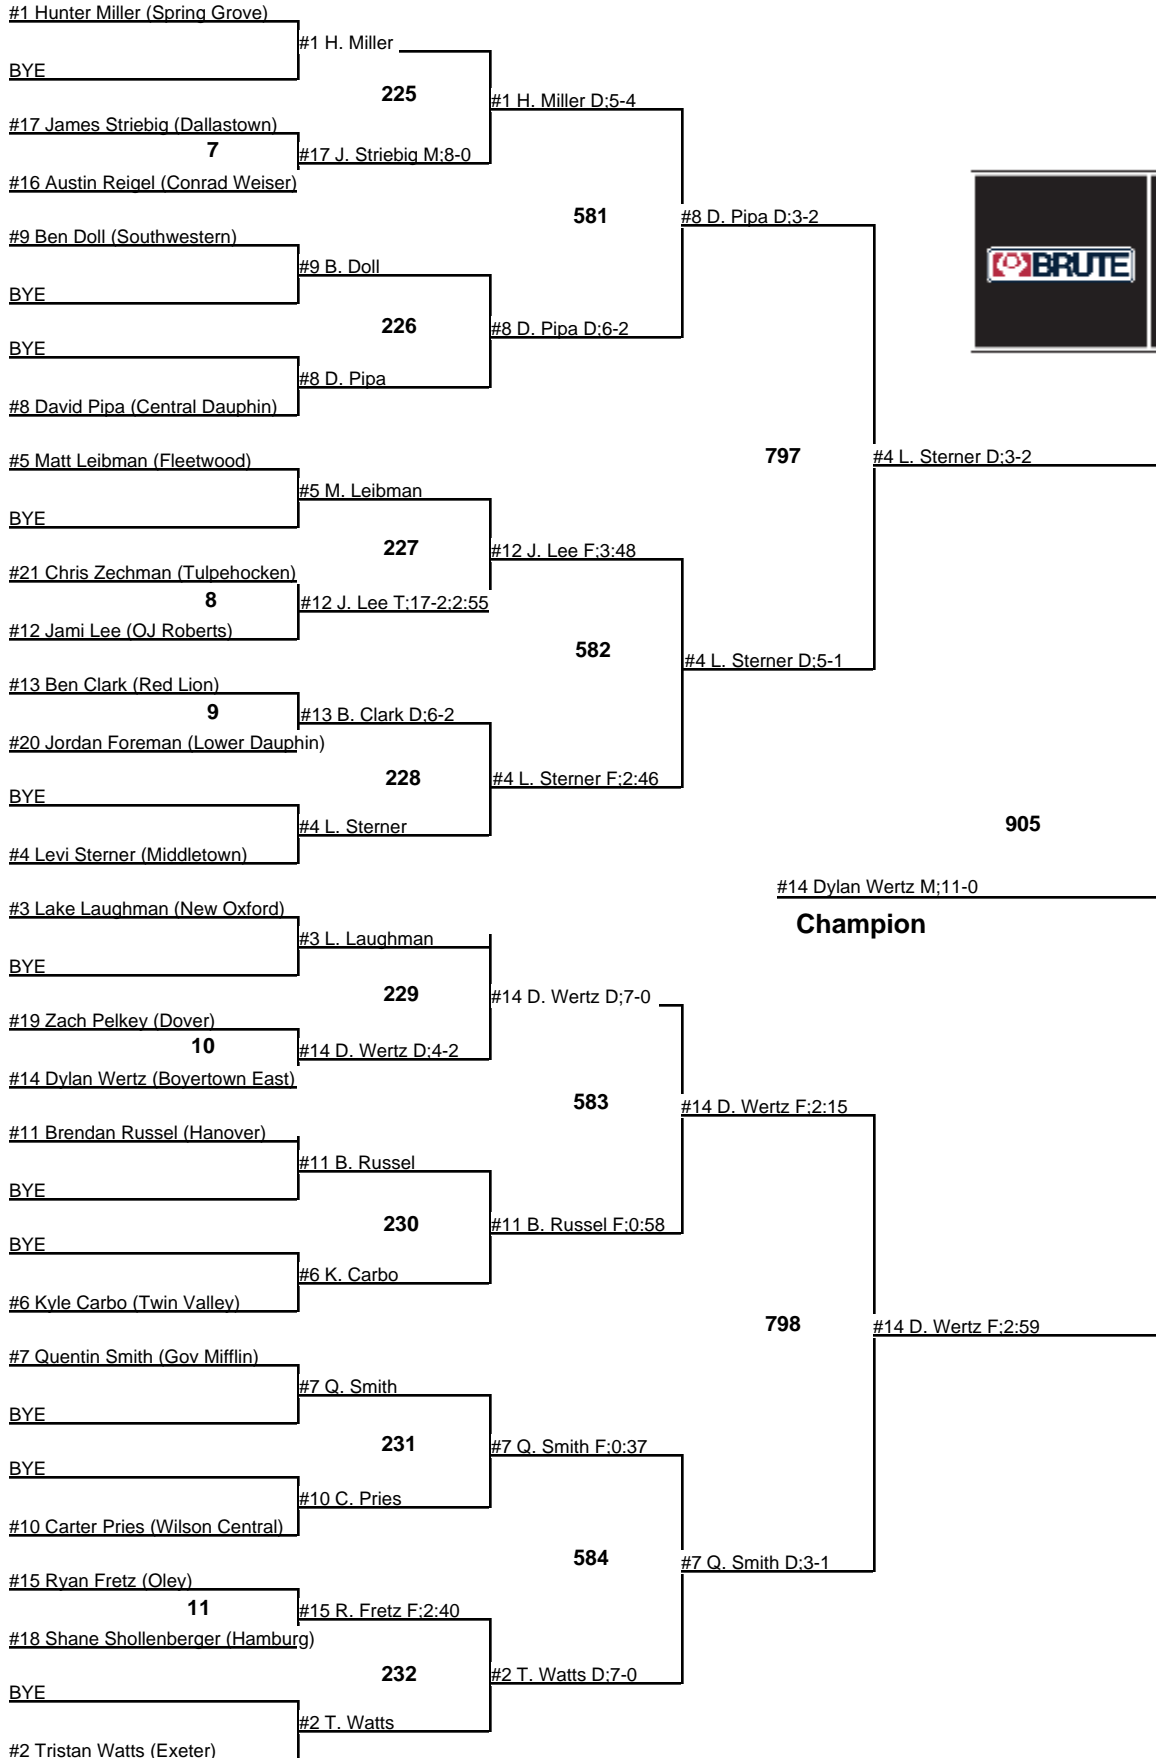 #1 Hunter Miller (Spring Grove)
#1 H. Miller
BYE
225
#1 H. Miller D;5-4
#17 James Striebig (Dallastown)
7
#17 J. Striebig M;8-0
#16 Austin Reigel (Conrad Weiser)
581
#8 D. Pipa D;3-2
#9 Ben Doll (Southwestern)
#9 B. Doll
BYE
226
#8 D. Pipa D;6-2
BYE
#8 D. Pipa
#8 David Pipa (Central Dauphin)
BRUTE
797
#4 L. Sterner D;3-2
#5 Matt Leibman (Fleetwood)
#5 M. Leibman
BYE
227
#12 J. Lee F;3:48
#21 Chris Zechman (Tulpehocken)
8
#12 J. Lee T;17-2;2:55
#12 Jami Lee (OJ Roberts)
582
#4 L. Sterner D;5-1
#13 Ben Clark (Red Lion)
9
#13 B. Clark D;6-2
#20 Jordan Foreman (Lower Dauphin)
228
#4 L. Sterner F;2:46
BYE
#4 L. Sterner
#4 Levi Sterner (Middletown)
905
#14 Dylan Wertz M;11-0
Champion
#3 Lake Laughman (New Oxford)
#3 L. Laughman
BYE
229
#14 D. Wertz D;7-0
#19 Zach Pelkey (Dover)
10
#14 D. Wertz D;4-2
#14 Dylan Wertz (Boyertown East)
583
#14 D. Wertz F;2:15
#11 Brendan Russel (Hanover)
#11 B. Russel
BYE
230
#11 B. Russel F;0:58
BYE
#6 K. Carbo
#6 Kyle Carbo (Twin Valley)
798
#14 D. Wertz F;2:59
#7 Quentin Smith (Gov Mifflin)
#7 Q. Smith
BYE
231
#7 Q. Smith F;0:37
BYE
#10 C. Pries
#10 Carter Pries (Wilson Central)
584
#7 Q. Smith D;3-1
#15 Ryan Fretz (Oley)
11
#15 R. Fretz F;2:40
#18 Shane Shollenberger (Hamburg)
232
#2 T. Watts D;7-0
BYE
#2 T. Watts
#2 Tristan Watts (Exeter)